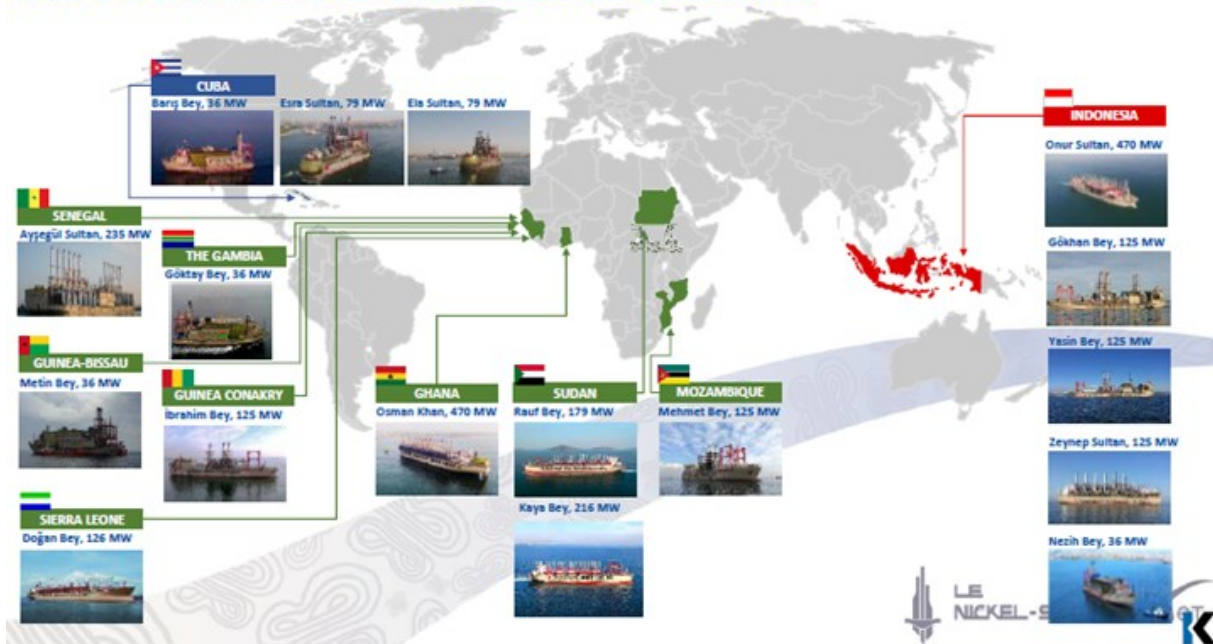 CUBA
Barış Bey, 36 MW
Esra Sultan, 79 MW
Ela Sultan, 79 MW
INDONESIA
Onur Sultan, 470 MW
Gökhan Bey, 125 MW
Yasin Bey, 125 MW
Zeynep Sultan, 125 MW
Nezih Bey, 36 MW
SENEGAL
Ayşegül Sultan, 235 MW
THE GAMBIA
Göktay Bey, 36 MW
GUINEA-BISSAU
Metin Bey, 36 MW
GUINEA CONAKRY
İbrahim Bey, 125 MW
GHANA
Osman Khan, 470 MW
SUDAN
Rauf Bey, 179 MW
Kaya Bey, 216 MW
MOZAMBIQUE
Mehmet Bey, 125 MW
SIERRA LEONE
Doğan Bey, 126 MW
LE
NICKEL-S